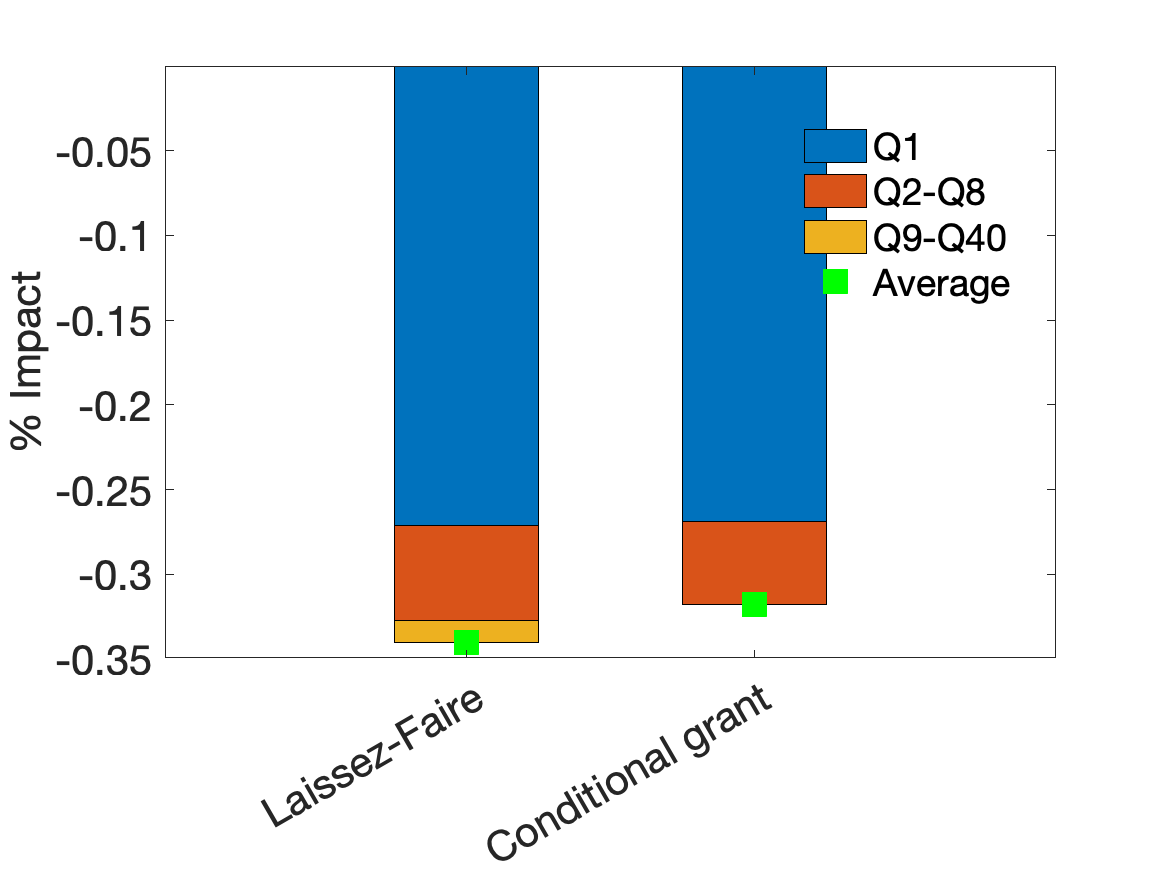 % Impact
-0.05
-0.1
-0.15
-0.2
-0.25
-0.3
-0.35
Q1
Q2-Q8
Q9-Q40
Average
Laissez-Faire
Conditional grant